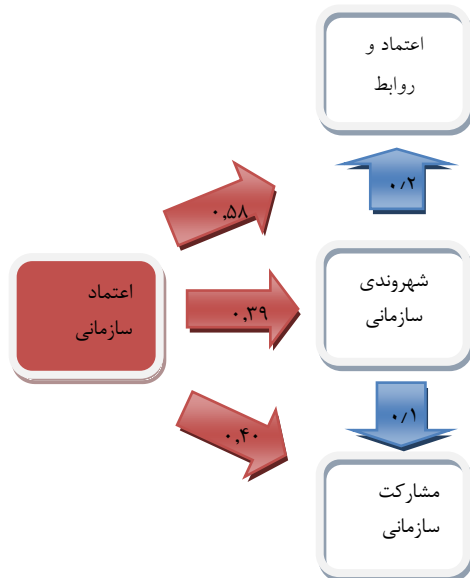 اعتماد و
روابط
۰/۲
۰,۵۸
اعتماد
سازمانی
۰,۳۹
شهروندی
سازمانی
۰/۱
۰,۴۰
مشارکت
سازمانی